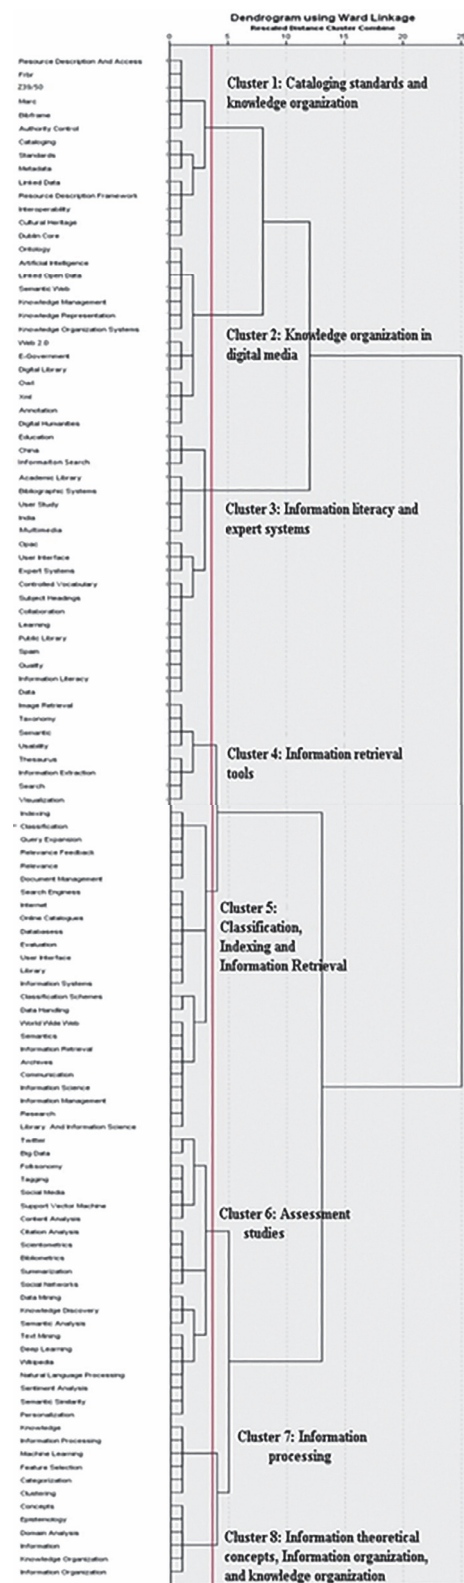 Dendrogram using Ward Linkage
Rescaled Distance Cluster Combine
0 5 10 15 20 25
Resource Description And Access
Frbr
Z39/50
Marc
Bibframe
Authority Control
Cataloging
Standards
Metadata
Linked Data
Resource Description Framework
Interoperability
Cultural Heritage
Dublin Core
Ontology
Artificial Intelligence
Linked Open Data
Semantic Web
Knowledge Management
Knowledge Representation
Knowledge Organization Systems
Web 2.0
E-Government
Digital Library
Owl
Xml
Annotation
Digital Humanities
Education
China
Information Search
Academic Library
Bibliographic Systems
User Study
India
Multimedia
Opac
User Interface
Expert Systems
Controlled Vocabulary
Subject Headings
Collaboration
Learning
Public Library
Spain
Quality
Information Literacy
Data
Image Retrieval
Taxonomy
Semantic
Usability
Thesaurus
Information Extraction
Search
Visualization
Indexing
Classification
Query Expansion
Relevance Feedback
Relevance
Document Management
Search Enginess
Internet
Online Catalogues
Databasess
Evaluation
User Interface
Library
Information Systems
Classification Schemes
Data Handling
World Wide Web
Semantics
Information Retrieval
Archives
Communication
Information Science
Information Management
Research
Library And Information Science
Twitter
Big Data
Folksonomy
Tagging
Social Media
Support Vector Machine
Content Analysis
Citation Analysis
Scientometrics
Bibliometrics
Summarization
Social Networks
Data Mining
Knowledge Discovery
Semantic Analysis
Text Mining
Deep Learning
Wikipedia
Natural Language Processing
Sentiment Analysis
Semantic Similarity
Personalization
Knowledge
Information Processing
Machine Learning
Feature Selection
Categorization
Clustering
Concepts
Epistemology
Domain Analysis
Information
Knowledge Organization
Information Organization
Cluster 1: Cataloging standards and
knowledge organization
Cluster 2: Knowledge organization in
digital media
Cluster 3: Information literacy and
expert systems
Cluster 4: Information retrieval
tools
Cluster 5:
Classification,
Indexing and
Information Retrieval
Cluster 6: Assessment
studies
Cluster 7: Information
processing
Cluster 8: Information theoretical
concepts, Information organization,
and knowledge organization